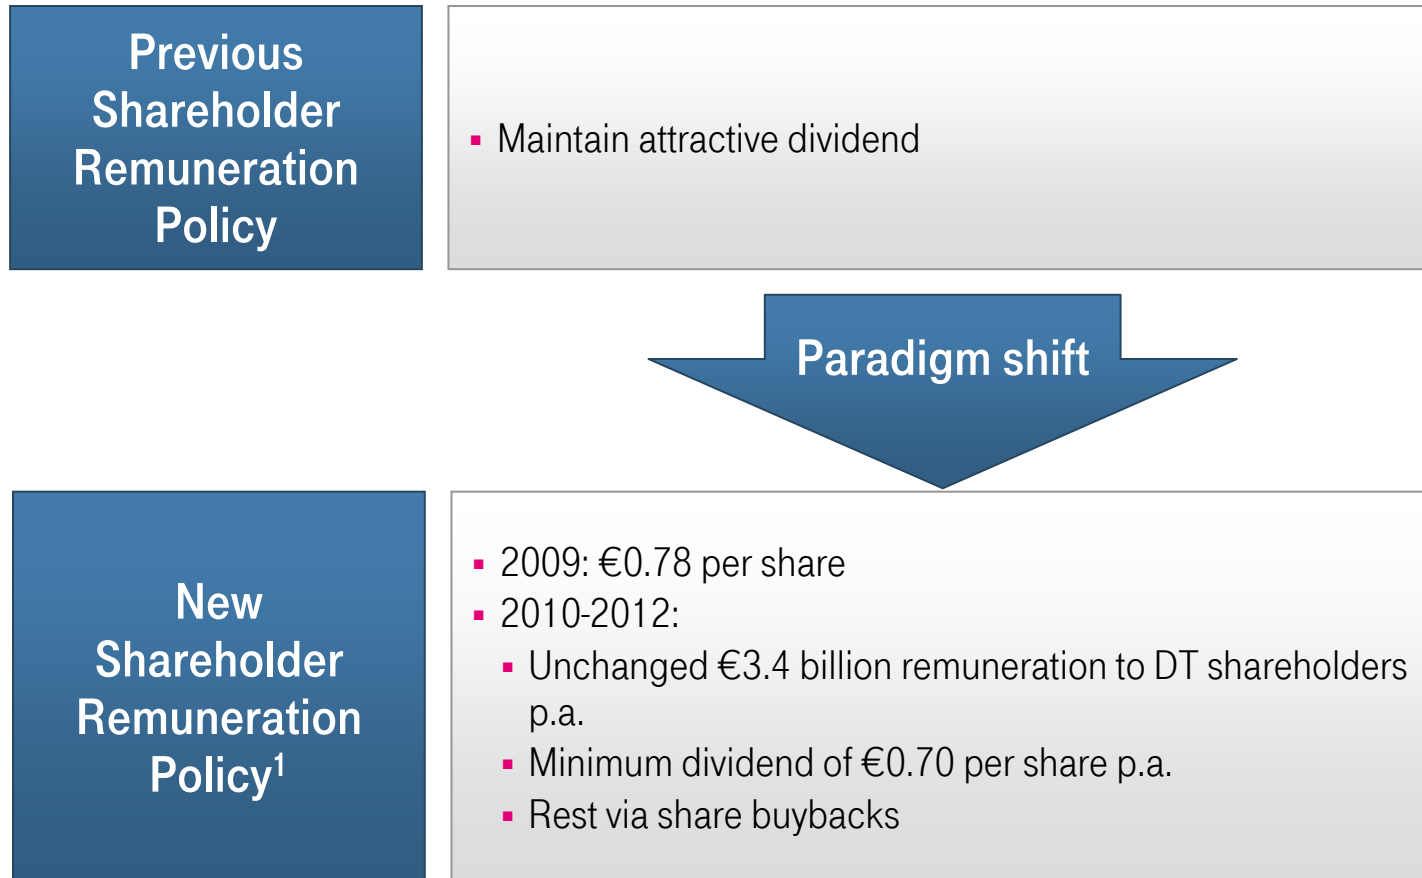 Previous
Shareholder
Remuneration
Policy
▪ Maintain attractive dividend
Paradigm shift
New
Shareholder
Remuneration
Policy¹
▪ 2009: €0.78 per share
▪ 2010-2012:
▪ Unchanged €3.4 billion remuneration to DT shareholders
p.a.
▪ Minimum dividend of €0.70 per share p.a.
▪ Rest via share buybacks